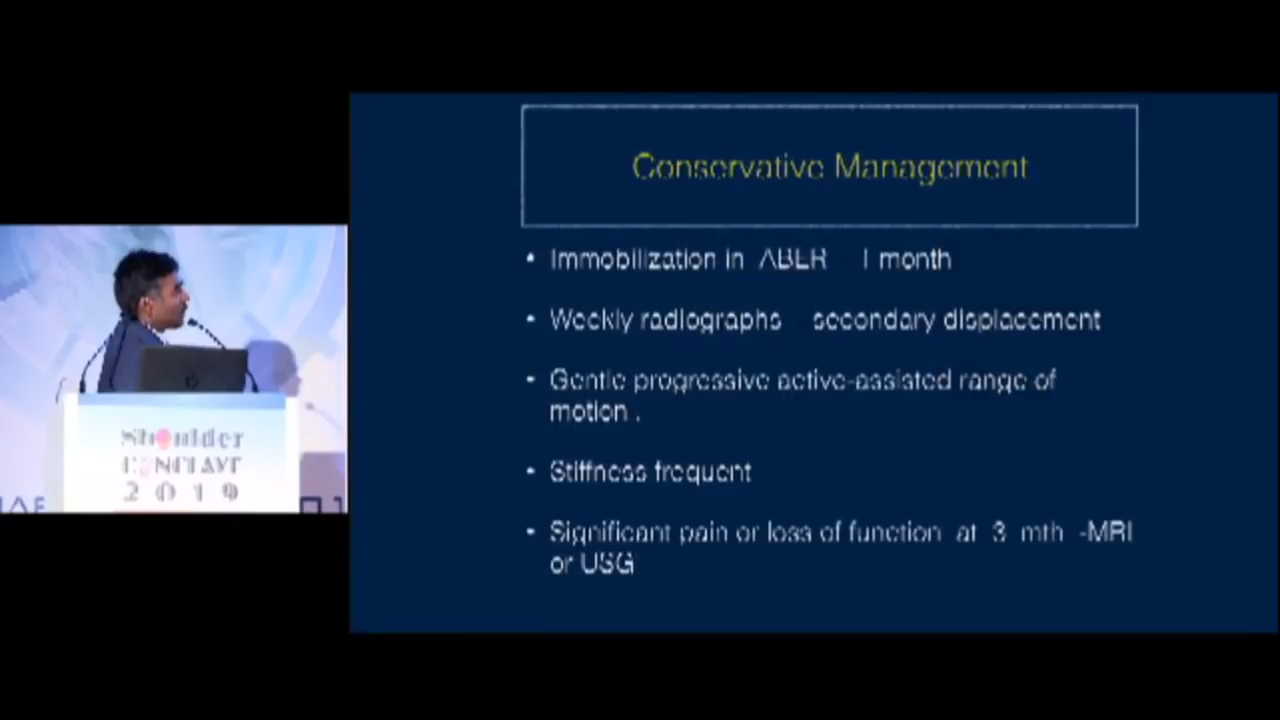 Conservative Management
• Immobilization in ABER 1 month
• Weekly radiographs - secondary displacement
• Gentle progressive active-assisted range of
motion .
• Stiffness frequent
• Significant pain or loss of function at 3 mth -MRI
or USG
Shoulder
CONCLAVE
2019